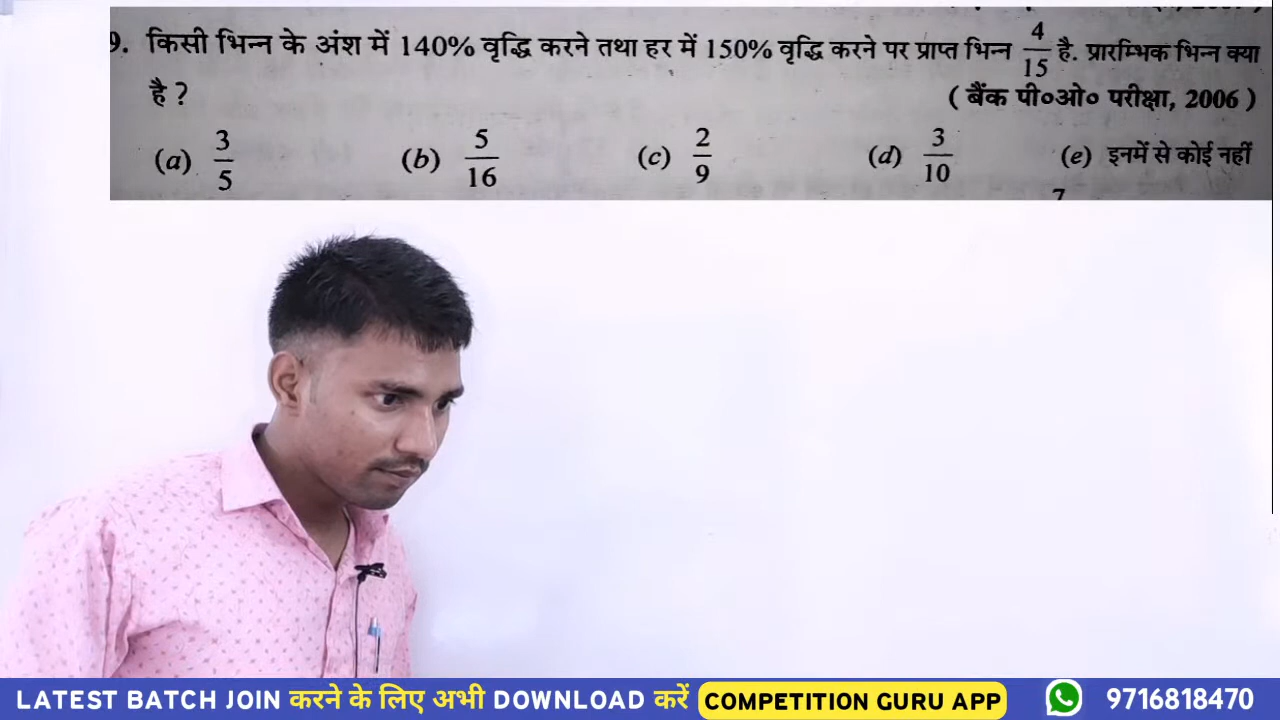 9. किसी भिन्न के अंश में 140% वृद्धि करने तथा हर में 150% वृद्धि करने पर प्राप्त भिन्न 4/15 है. प्रारम्भिक भिन्न क्या
है ? ( बैंक पी०ओ० परीक्षा, 2006 )
(a) 3/5 (b) 5/16 (c) 2/9 (d) 3/10 (e) इनमें से कोई नहीं
7
LATEST BATCH JOIN करने के लिए अभी DOWNLOAD करें COMPETITION GURU APP 9716818470